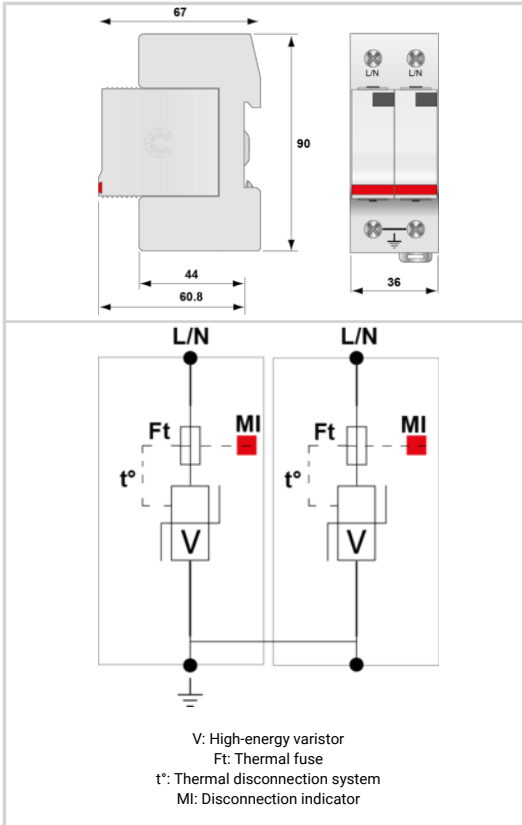 67
90
44
60.8
L/N L/N
36
L/N L/N
Ft MI Ft MI
t° t°
V V
V: High-energy varistor
Ft: Thermal fuse
t°: Thermal disconnection system
MI: Disconnection indicator